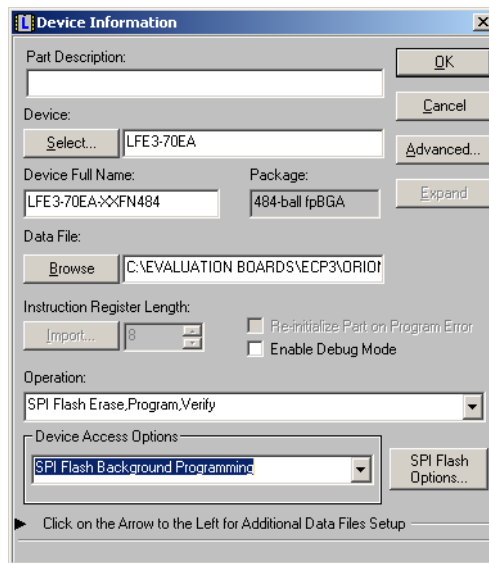 Device Information
Part Description:
OK
Cancel
Device:
Select... LFE3-70EA
Advanced...
Device Full Name: Package:
LFE3-70EA-XXFN484 484-ball fpBGA
Expand
Data File:
Browse C:\EVALUATION BOARDS\ECP3\ORION
Instruction Register Length:
Import... 8
Re-initialize Part on Program Error
Enable Debug Mode
Operation:
SPI Flash Erase,Program,Verify
Device Access Options
SPI Flash Background Programming
SPI Flash
Options...
Click on the Arrow to the Left for Additional Data Files Setup